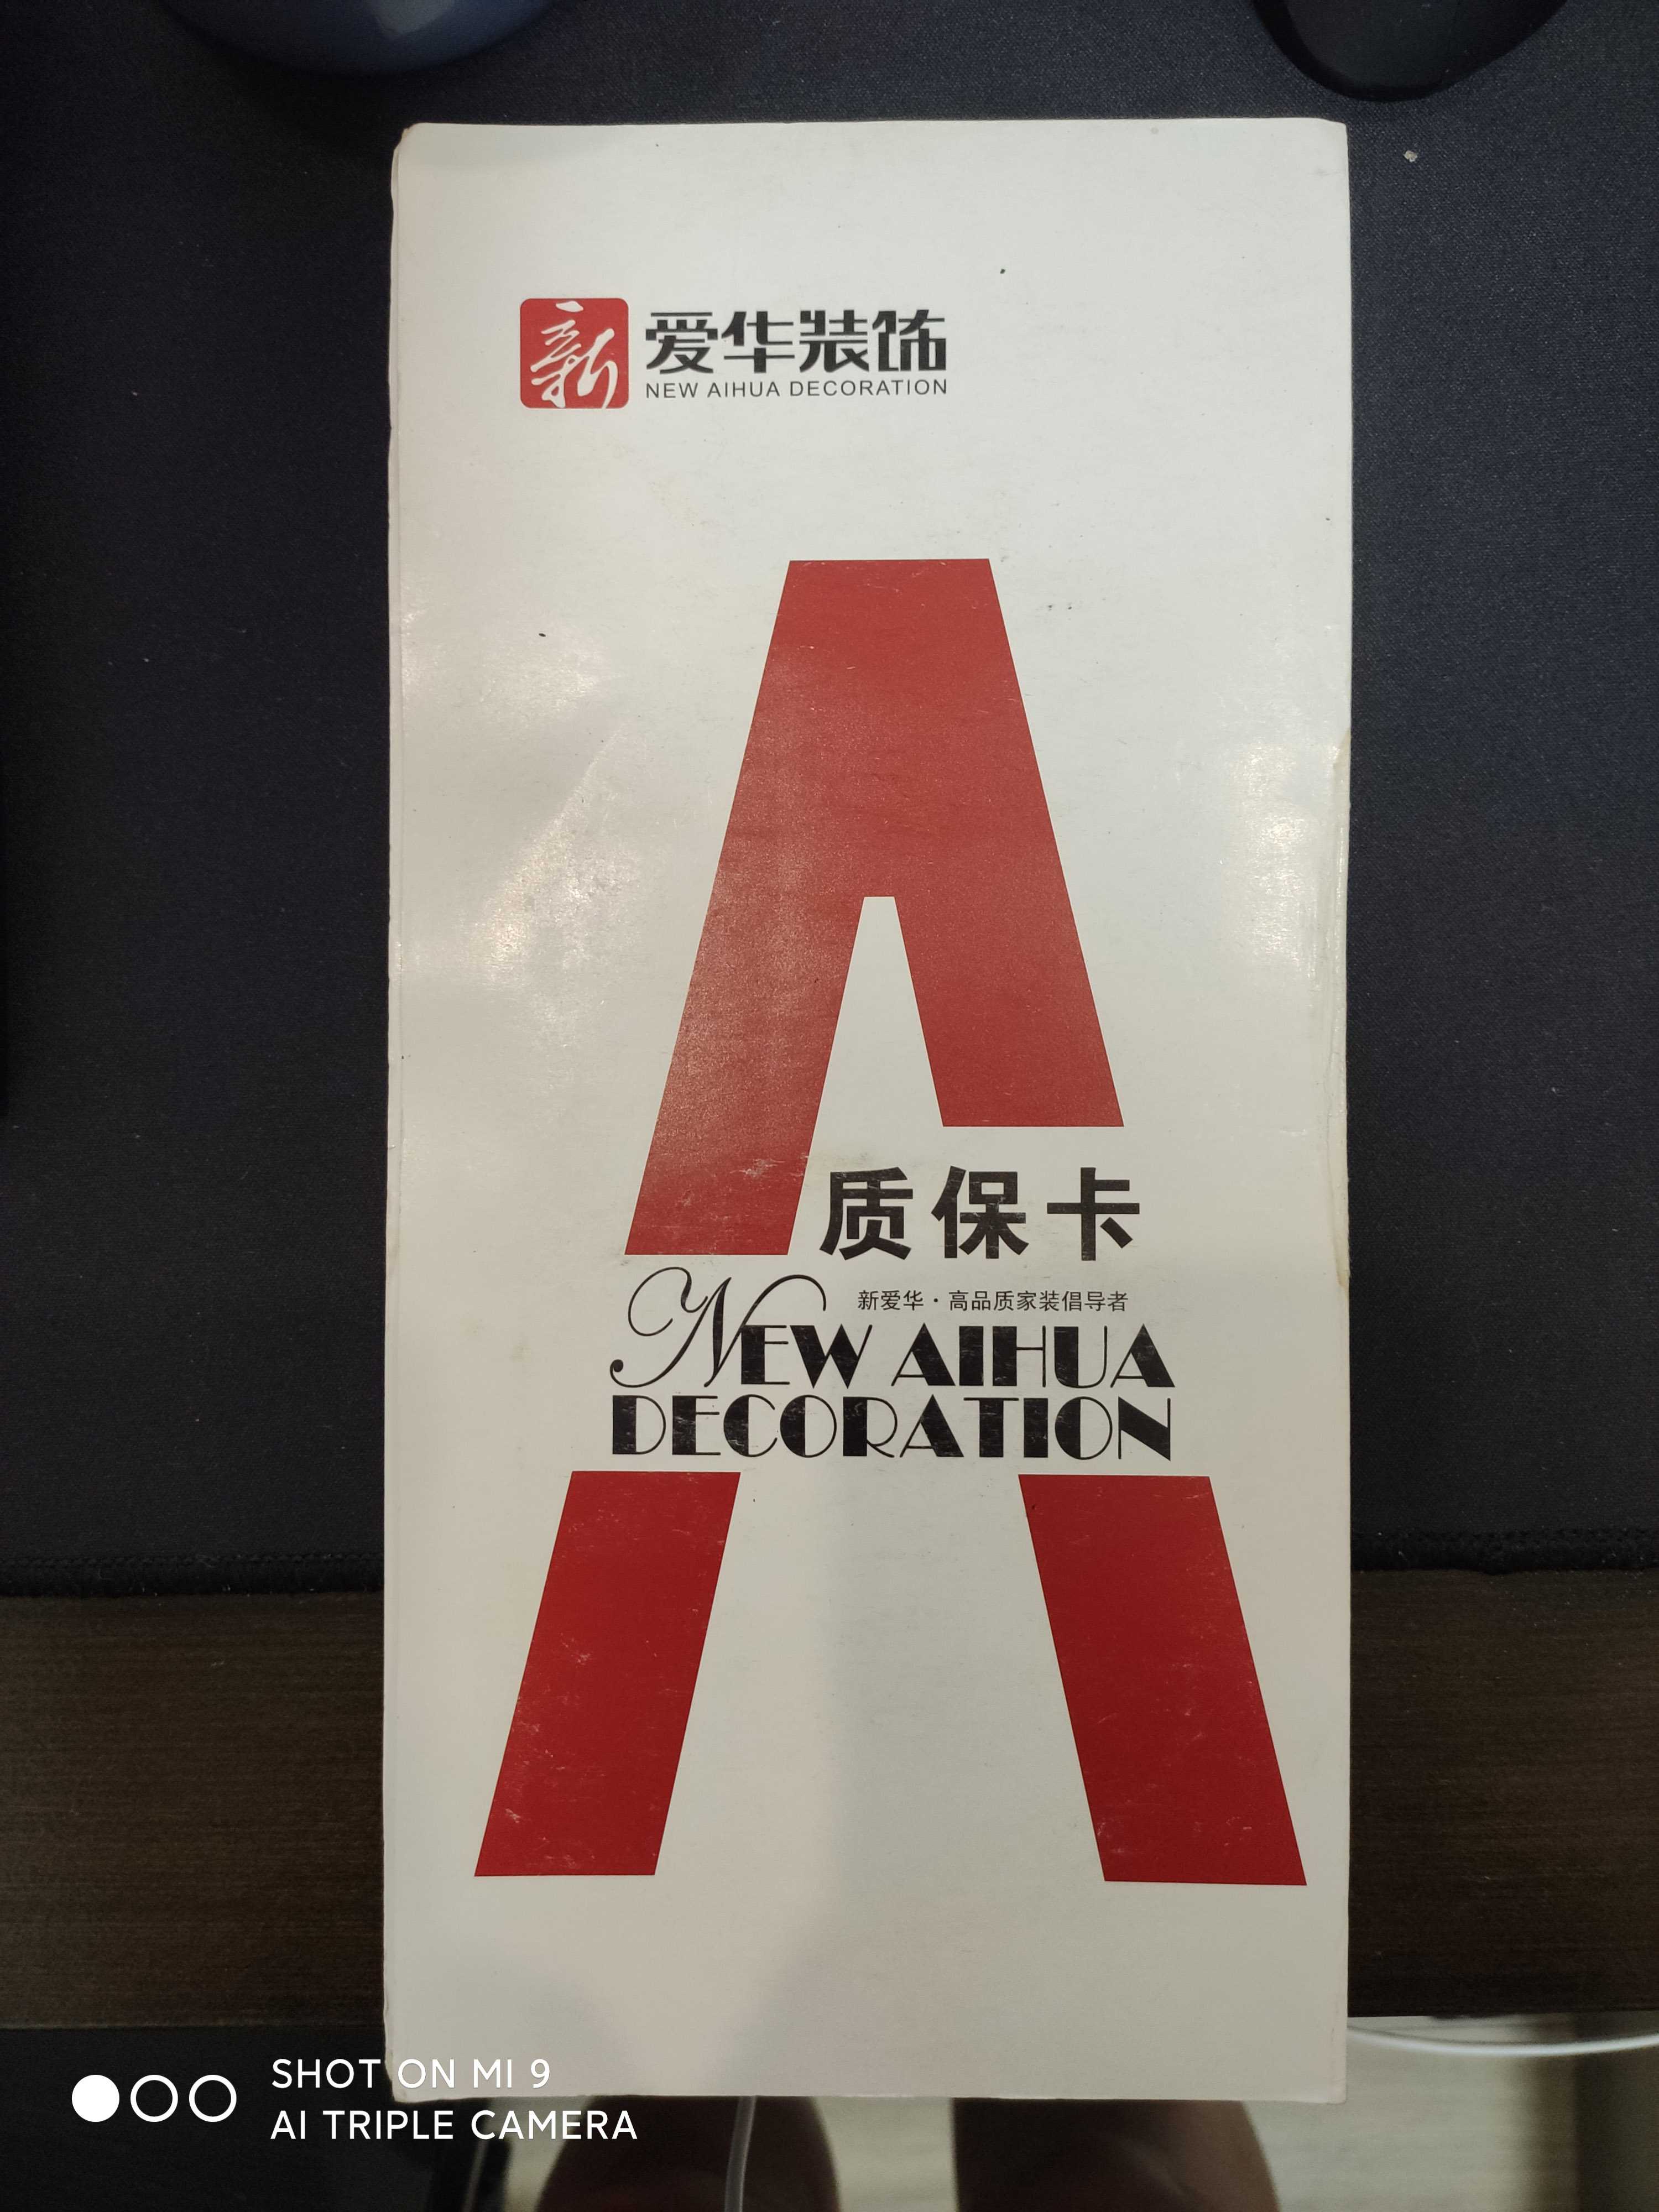 新 爱华装饰
NEW AIHUA DECORATION
质保卡
新爱华·高品质家装倡导者
NEW AIHUA
DECORATION
SHOT ON MI 9
AI TRIPLE CAMERA